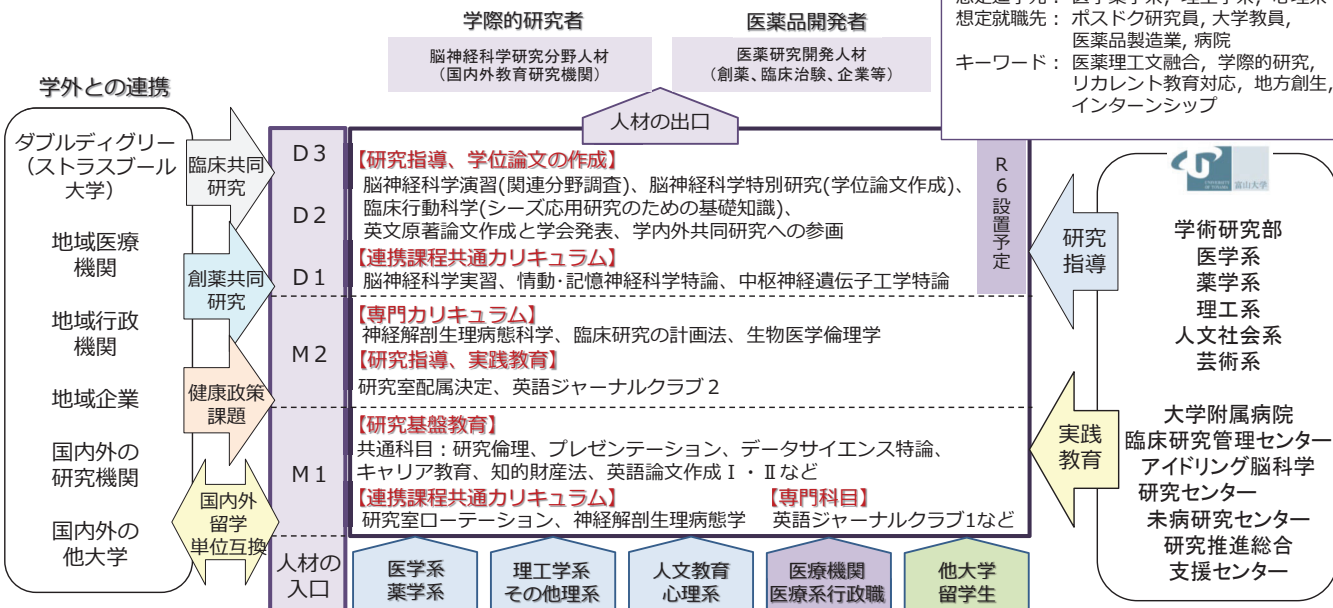 想定就職先： ポスドク研究員, 大学教員,
医薬品製造業, 病院
キーワード： 医薬理工文融合, 学際的研究,
リカレント教育対応, 地方創生,
インターンシップ
学際的研究者
医薬品開発者
脳神経科学研究分野人材
（国内外教育研究機関）
医薬研究開発人材
（創薬、臨床治験、企業等）
人材の出口
学外との連携
ダブルディグリー
（ストラスブール
大学）
地域医療
機関
地域行政
機関
地域企業
国内外の
研究機関
国内外の
他大学
臨床共同
研究
創薬共同
研究
健康政策
課題
国内外
留学
単位互換
D３
D２
D１
M２
M１
人材の
入口
【研究指導、学位論文の作成】
脳神経科学演習(関連分野調査)、脳神経科学特別研究(学位論文作成)、
臨床行動科学(シーズ応用研究のための基礎知識)、
英文原著論文作成と学会発表、学内外共同研究への参画
【連携課程共通カリキュラム】
脳神経科学実習、情動・記憶神経科学特論、中枢神経遺伝子工学特論
【専門カリキュラム】
神経解剖生理病態科学、臨床研究の計画法、生物医学倫理学
【研究指導、実践教育】
研究室配属決定、英語ジャーナルクラブ２
【研究基盤教育】
共通科目：研究倫理、プレゼンテーション、データサイエンス特論、
キャリア教育、知的財産法、英語論文作成Ⅰ・Ⅱなど
【連携課程共通カリキュラム】
研究室ローテーション、神経解剖生理病態学
【専門科目】
英語ジャーナルクラブ1など
R６設置予定
医学系
薬学系
理工学系
その他理系
人文教育
心理系
医療機関
医療系行政職
他大学
留学生
研究
指導
実践
教育
富山大学
学術研究部
医学系
薬学系
理工系
人文社会系
芸術系
大学附属病院
臨床研究管理センター
アイドリング脳科学
研究センター
未病研究センター
研究推進総合
支援センター